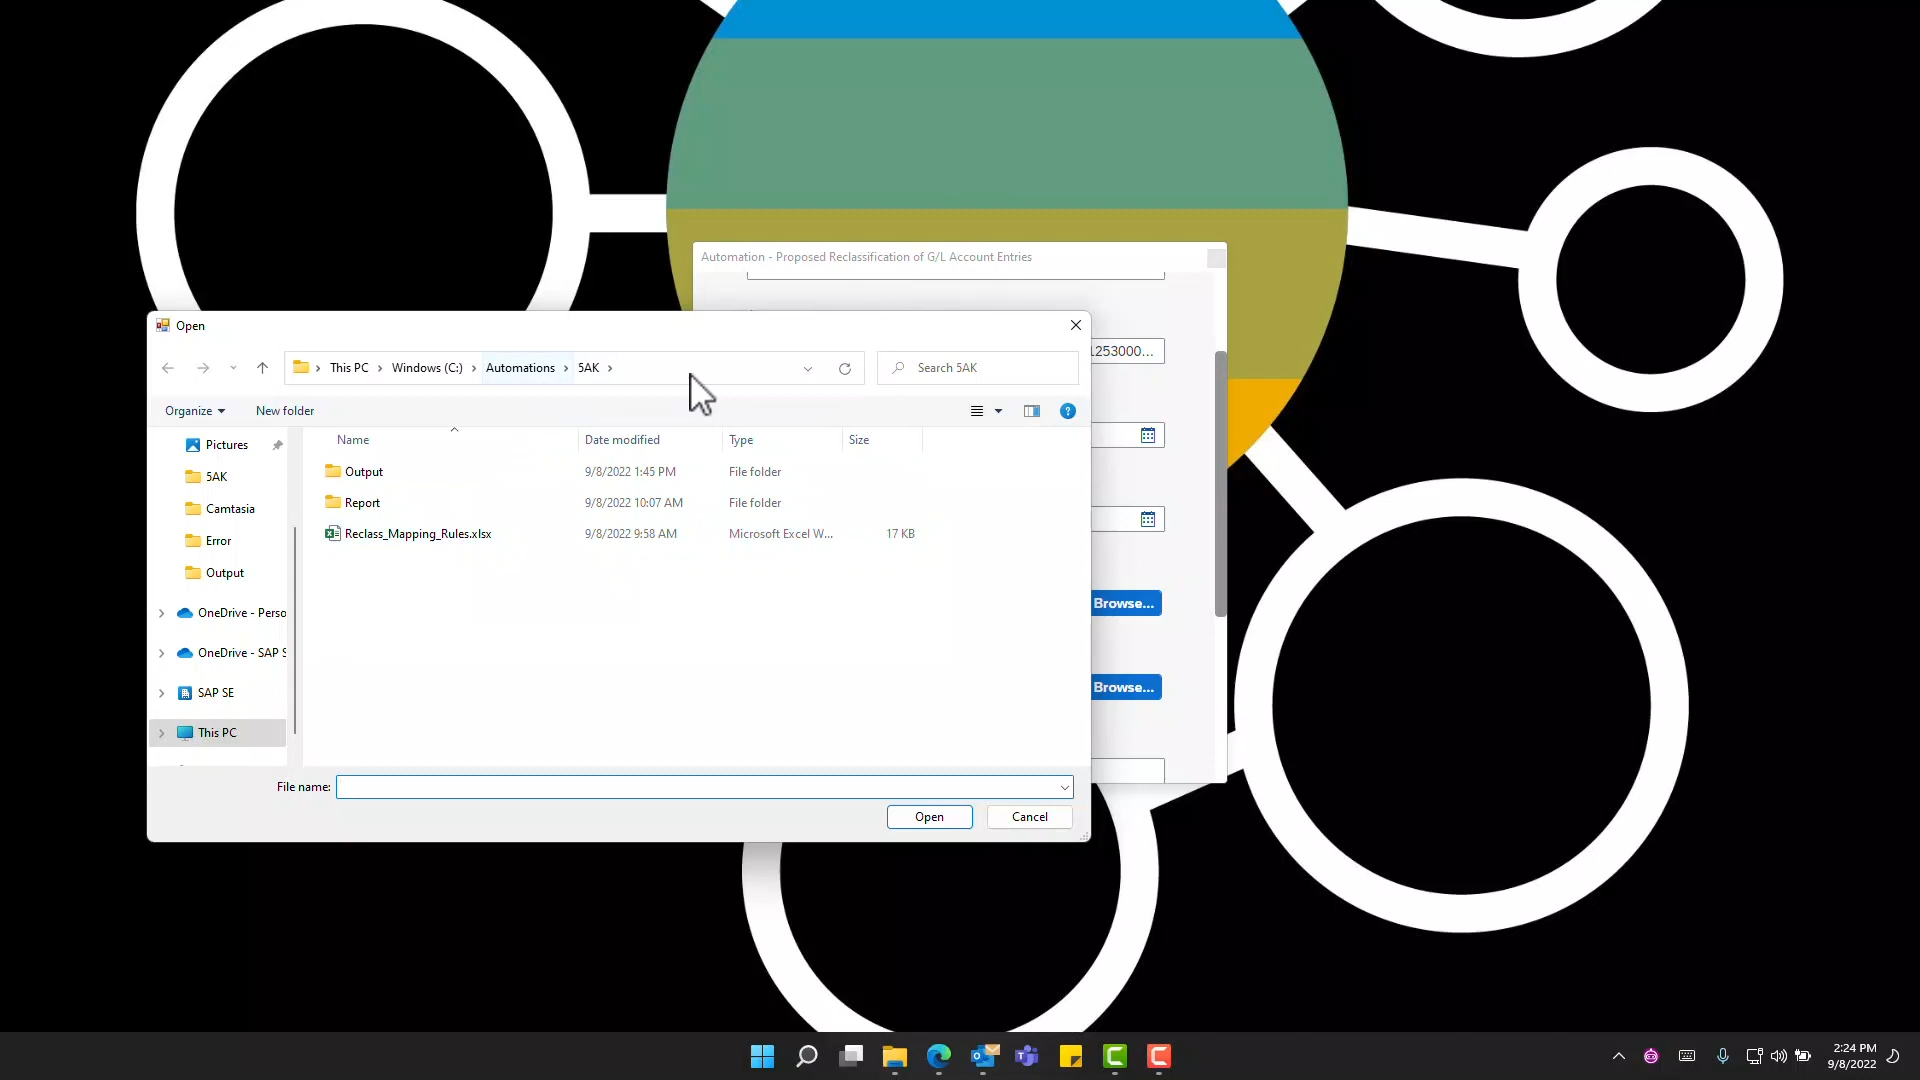 Automation - Proposed Reclassification of G/L Account Entries
Open
This PC Windows (C:) Automations 5AK
Search 5AK
1253000...
Organize New folder
Name Date modified Type Size
Pictures
5AK
Camtasia
Error
Output
OneDrive - Perso
OneDrive - SAP S
SAP SE
This PC
Output 9/8/2022 1:45 PM File folder
Report 9/8/2022 10:07 AM File folder
Reclass_Mapping_Rules.xlsx 9/8/2022 9:58 AM Microsoft Excel W... 17 KB
Browse...
Browse...
File name:
Open Cancel
2:24 PM
9/8/2022